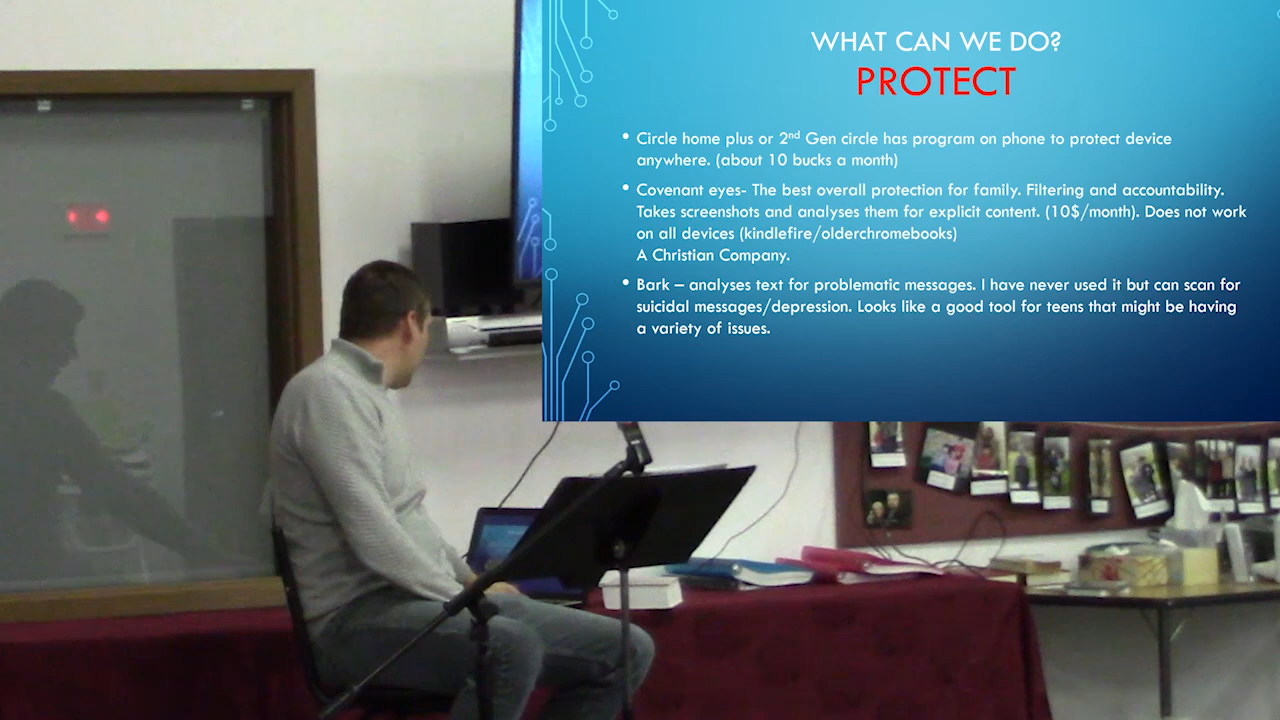 WHAT CAN WE DO?
PROTECT
• Circle home plus or 2nd Gen circle has program on phone to protect device
anywhere. (about 10 bucks a month)
• Covenant eyes- The best overall protection for family. Filtering and accountability.
Takes screenshots and analyses them for explicit content. (10$/month). Does not work
on all devices (kindlefire/olderchromebooks)
A Christian Company.
• Bark – analyses text for problematic messages. I have never used it but can scan for
suicidal messages/depression. Looks like a good tool for teens that might be having
a variety of issues.